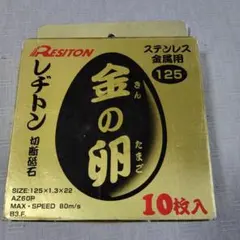 RESITON
ステンレス
金属用
125
レヂトン
切断砥石
金の卵
きん
たまご
SIZE:125×1.3×22
AZ60P
MAX・SPEED 80m/s
B3.F.
10枚入